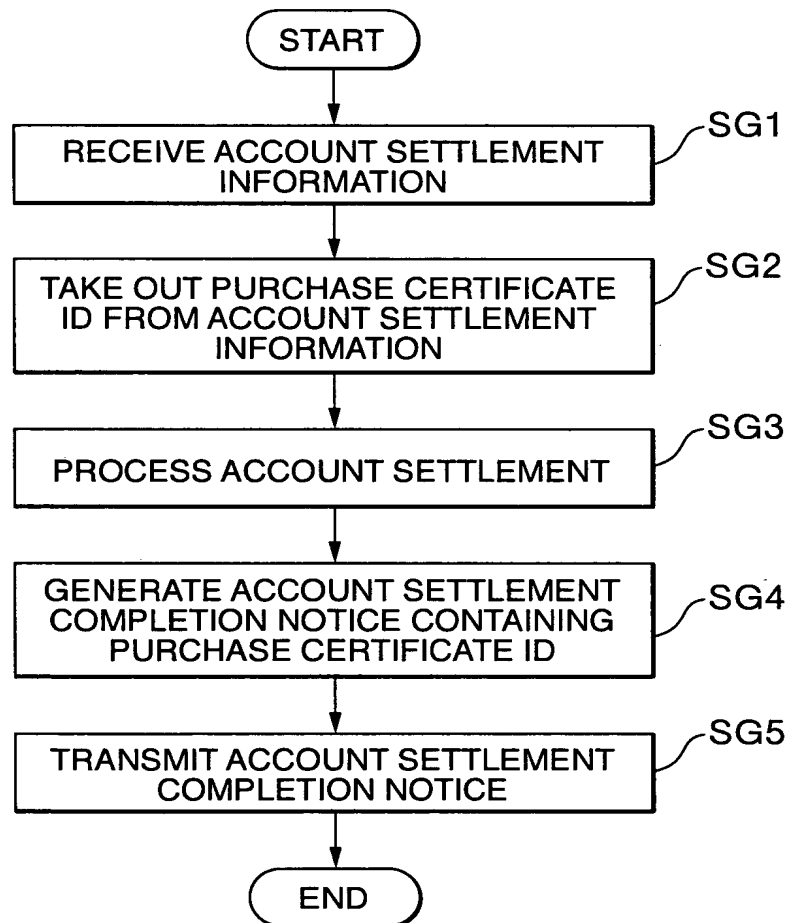 START
RECEIVE ACCOUNT SETTLEMENT
INFORMATION
SG1
TAKE OUT PURCHASE CERTIFICATE
ID FROM ACCOUNT SETTLEMENT
INFORMATION
SG2
PROCESS ACCOUNT SETTLEMENT
SG3
GENERATE ACCOUNT SETTLEMENT
COMPLETION NOTICE CONTAINING
PURCHASE CERTIFICATE ID
SG4
TRANSMIT ACCOUNT SETTLEMENT
COMPLETION NOTICE
SG5
END